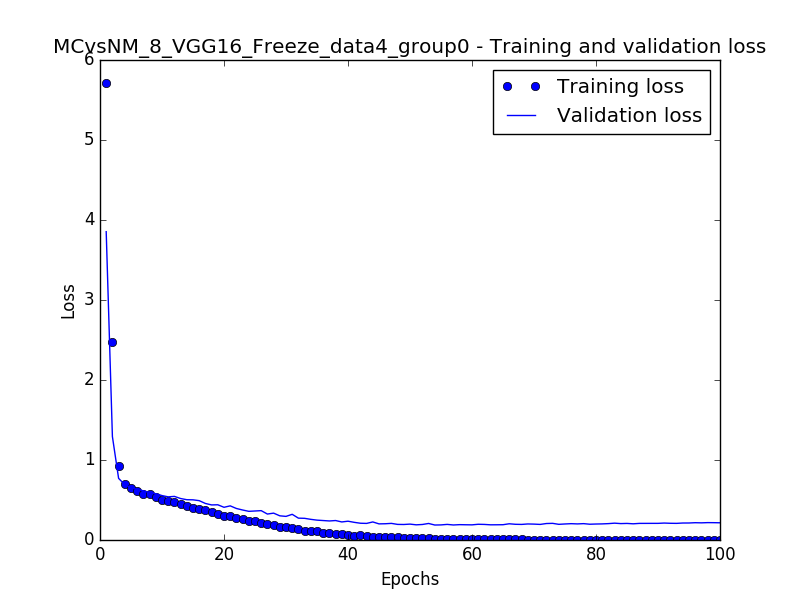 MCvsNM_8_VGG16_Freeze_data4_group0 - Training and validation loss
6
5
4
3
2
1
0
Loss
Training loss
Validation loss
0 20 40 60 80 100
Epochs